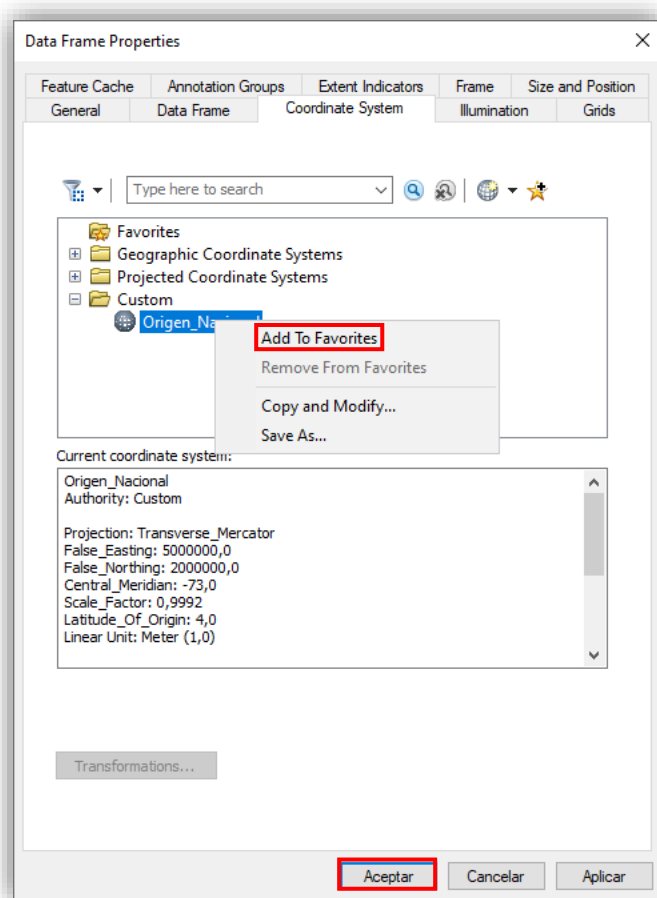 Data Frame Properties
Feature Cache Annotation Groups Extent Indicators Frame Size and Position
General Data Frame Coordinate System Illumination Grids
Type here to search
Favorites
Geographic Coordinate Systems
Projected Coordinate Systems
Custom
Origen_Na
Add To Favorites
Remove From Favorites
Copy and Modify...
Save As...
Current coordinate system:
Origen_Nacional
Authority: Custom
Projection: Transverse_Mercator
False_Easting: 5000000,0
False_Northing: 2000000,0
Central_Meridian: -73,0
Scale_Factor: 0,9992
Latitude_Of_Origin: 4,0
Linear Unit: Meter (1,0)
Transformations...
Aceptar Cancelar Aplicar